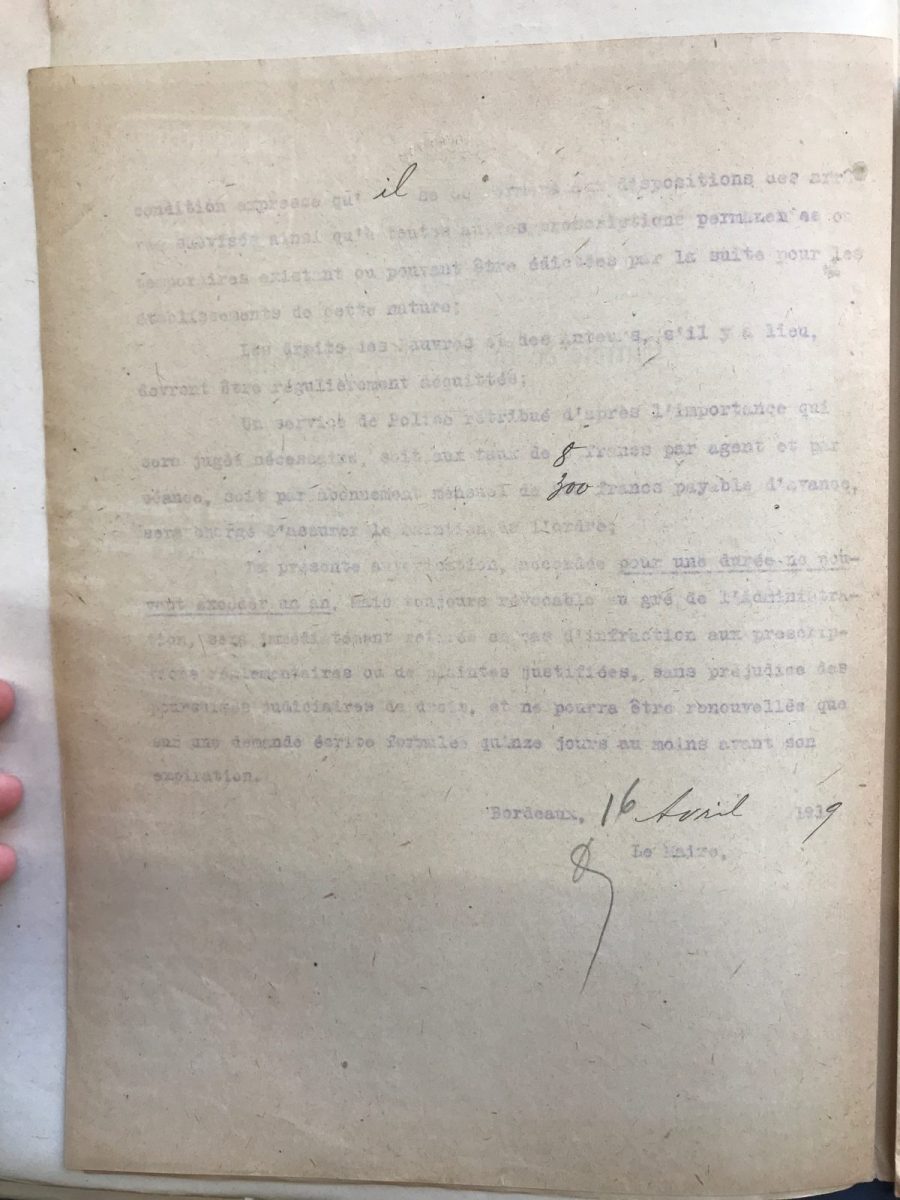 condition expresse qu' il se conformera aux dispositions des arrê-
tés susvisés ainsi qu'à toutes autres prescriptions permanentes ou
temporaires existant ou pouvant être édictées par la suite pour les
établissements de cette nature;
Les droits des Pauvres et des Auteurs, s'il y a lieu,
devront être régulièrement acquittés;
Un service de Police rétribué d'après l'importance qui
sera jugée nécessaire, soit aux taux de 8 francs par agent et par
séance, soit par abonnement mensuel de 300 francs payable d'avance,
sera chargé d'assurer le maintien de l'ordre;
La présente autorisation, accordée pour une durée ne pou-
vant excéder un an, mais toujours révocable au gré de l'Administra-
tion, sera immédiatement retirée en cas d'infraction aux prescrip-
tions réglementaires ou de plaintes justifiées, sans préjudice des
poursuites judiciaires de droit, et ne pourra être renouvellée que
sur une demande écrite formulée quinze jours au moins avant son
expiration.
Bordeaux, 16 Avril 1919
Le Maire,